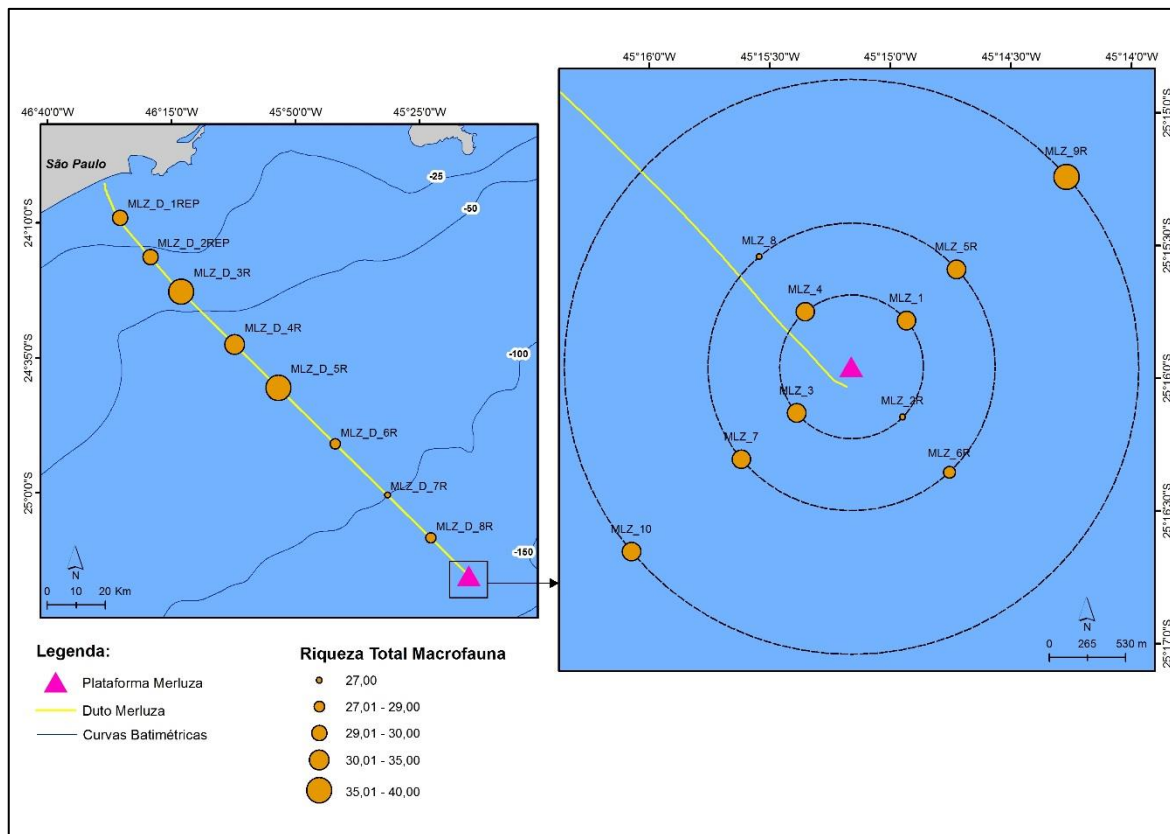 46°40'0"W 46°15'0"W 45°50'0"W 45°25'0"W
24°10'0"S
24°35'0"S
25°0'0"S
São Paulo
-25
-50
-100
-150
MLZ_D_1REP
MLZ_D_2REP
MLZ_D_3R
MLZ_D_4R
MLZ_D_5R
MLZ_D_6R
MLZ_D_7R
MLZ_D_8R
N
0 10 20 Km
45°16'0"W 45°15'30"W 45°15'0"W 45°14'30"W 45°14'0"W
25°15'0"S
25°15'30"S
25°16'0"S
25°16'30"S
25°17'0"S
MLZ_9R
MLZ_8
MLZ_5R
MLZ_4
MLZ_1
MLZ_3
MLZ_2R
MLZ_7
MLZ_6R
MLZ_10
N
0 265 530 m
Legenda:
Plataforma Merluza
Duto Merluza
Curvas Batimétricas
Riqueza Total Macrofauna
27,00
27,01 - 29,00
29,01 - 30,00
30,01 - 35,00
35,01 - 40,00